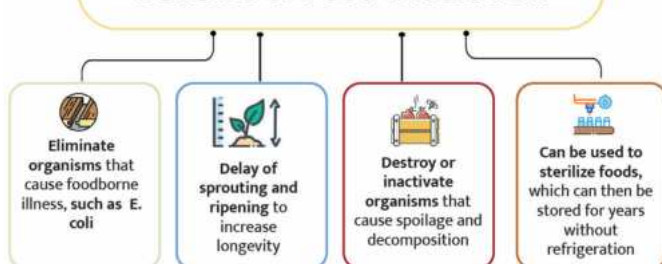 Eliminate
organisms that
cause foodborne
illness, such as E.
coli
Delay of
sprouting and
ripening to
increase
longevity
Destroy or
inactivate
organisms that
cause spoilage and
decomposition
Can be used to
sterilize foods,
which can then be
stored for years
without
refrigeration